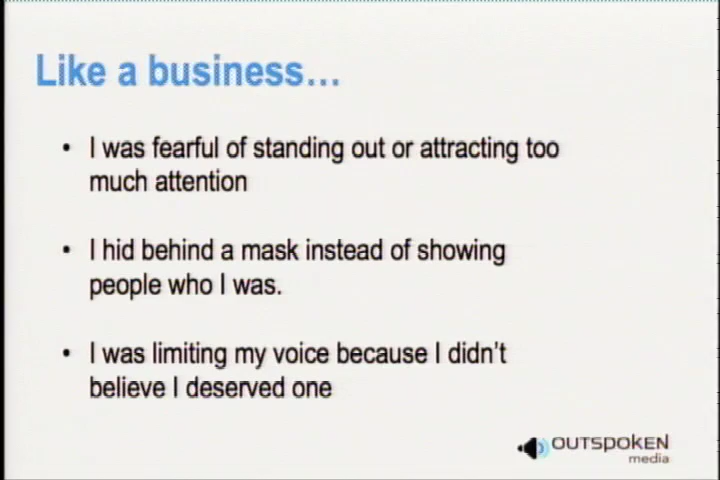 Like a business…
• I was fearful of standing out or attracting too
much attention
• I hid behind a mask instead of showing
people who I was.
• I was limiting my voice because I didn't
believe I deserved one
OUTSPOKEN
media